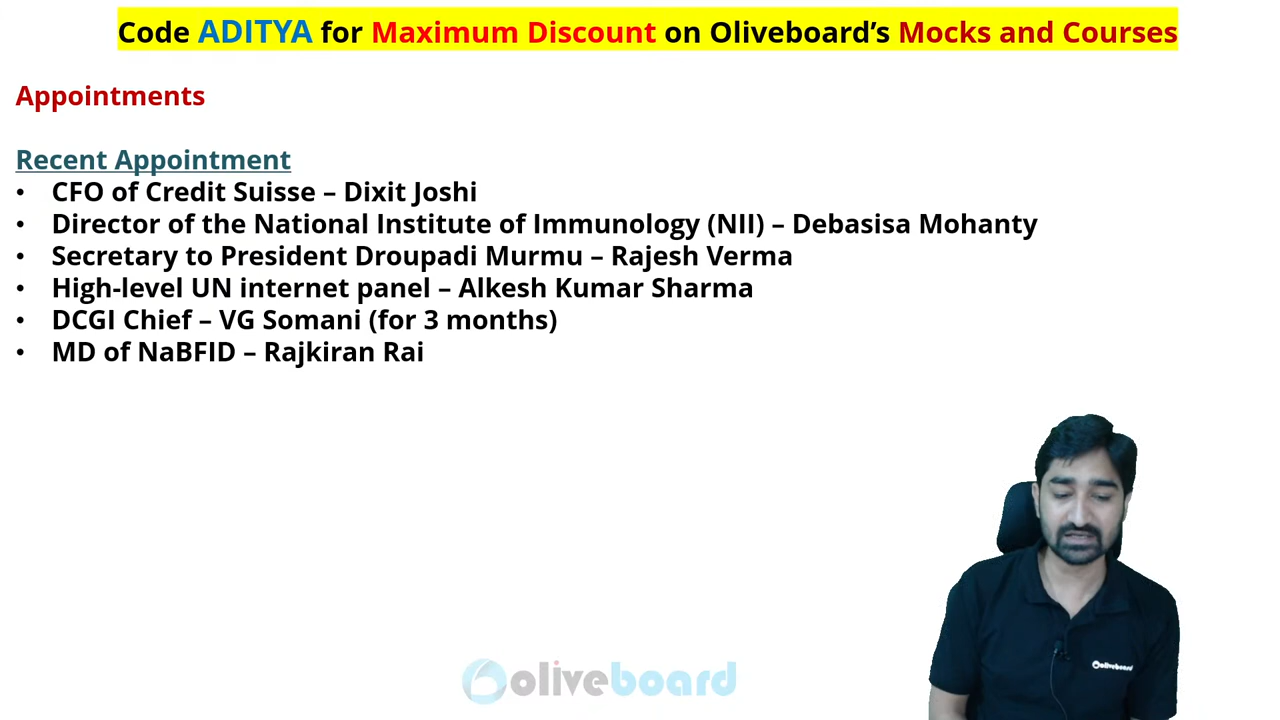 Code ADITYA for Maximum Discount on Oliveboard’s Mocks and Courses
Appointments
Recent Appointment
• CFO of Credit Suisse – Dixit Joshi
• Director of the National Institute of Immunology (NII) – Debasisa Mohanty
• Secretary to President Droupadi Murmu – Rajesh Verma
• High-level UN internet panel – Alkesh Kumar Sharma
• DCGI Chief – VG Somani (for 3 months)
• MD of NaBFID – Rajkiran Rai
oliveboard
oliveboard